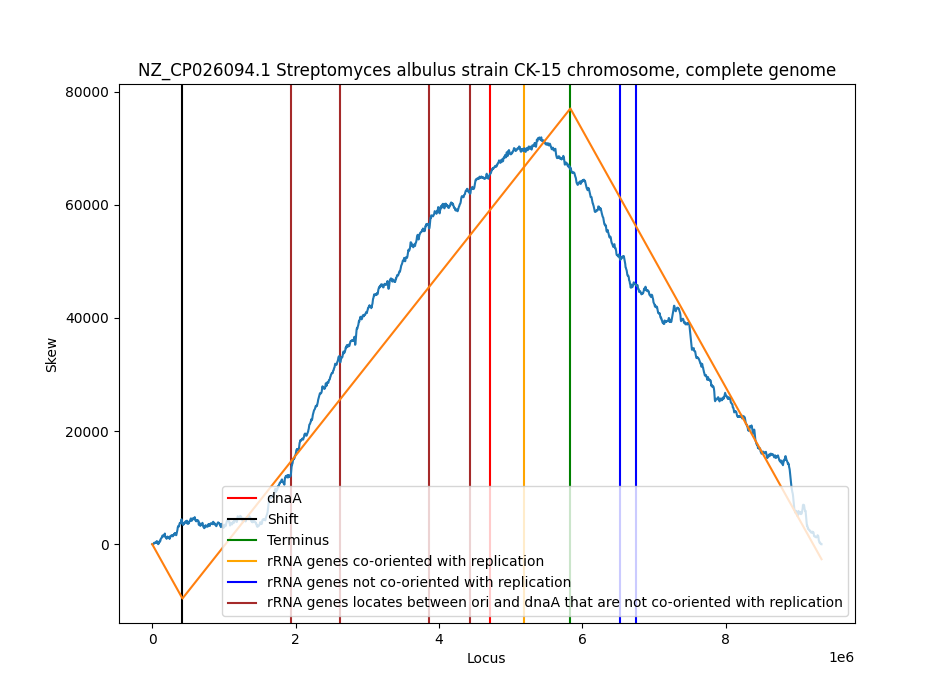 NZ_CP026094.1 Streptomyces albulus strain CK-15 chromosome, complete genome
80000
60000
40000
20000
0
Skew
dnaA
Shift
Terminus
rRNA genes co-oriented with replication
rRNA genes not co-oriented with replication
rRNA genes locates between ori and dnaA that are not co-oriented with replication
0 2 4 6 8
Locus
1e6